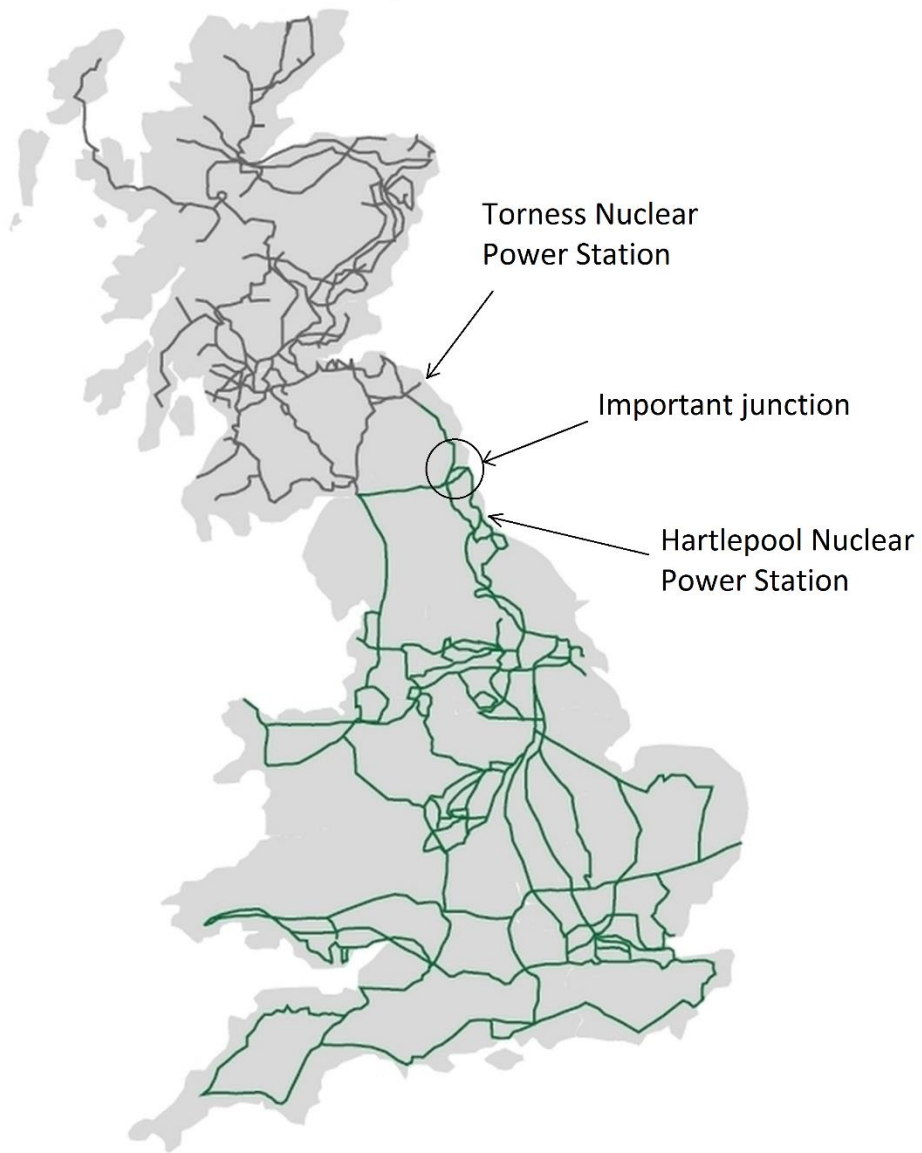 Torness Nuclear
Power Station
Important junction
Hartlepool Nuclear
Power Station